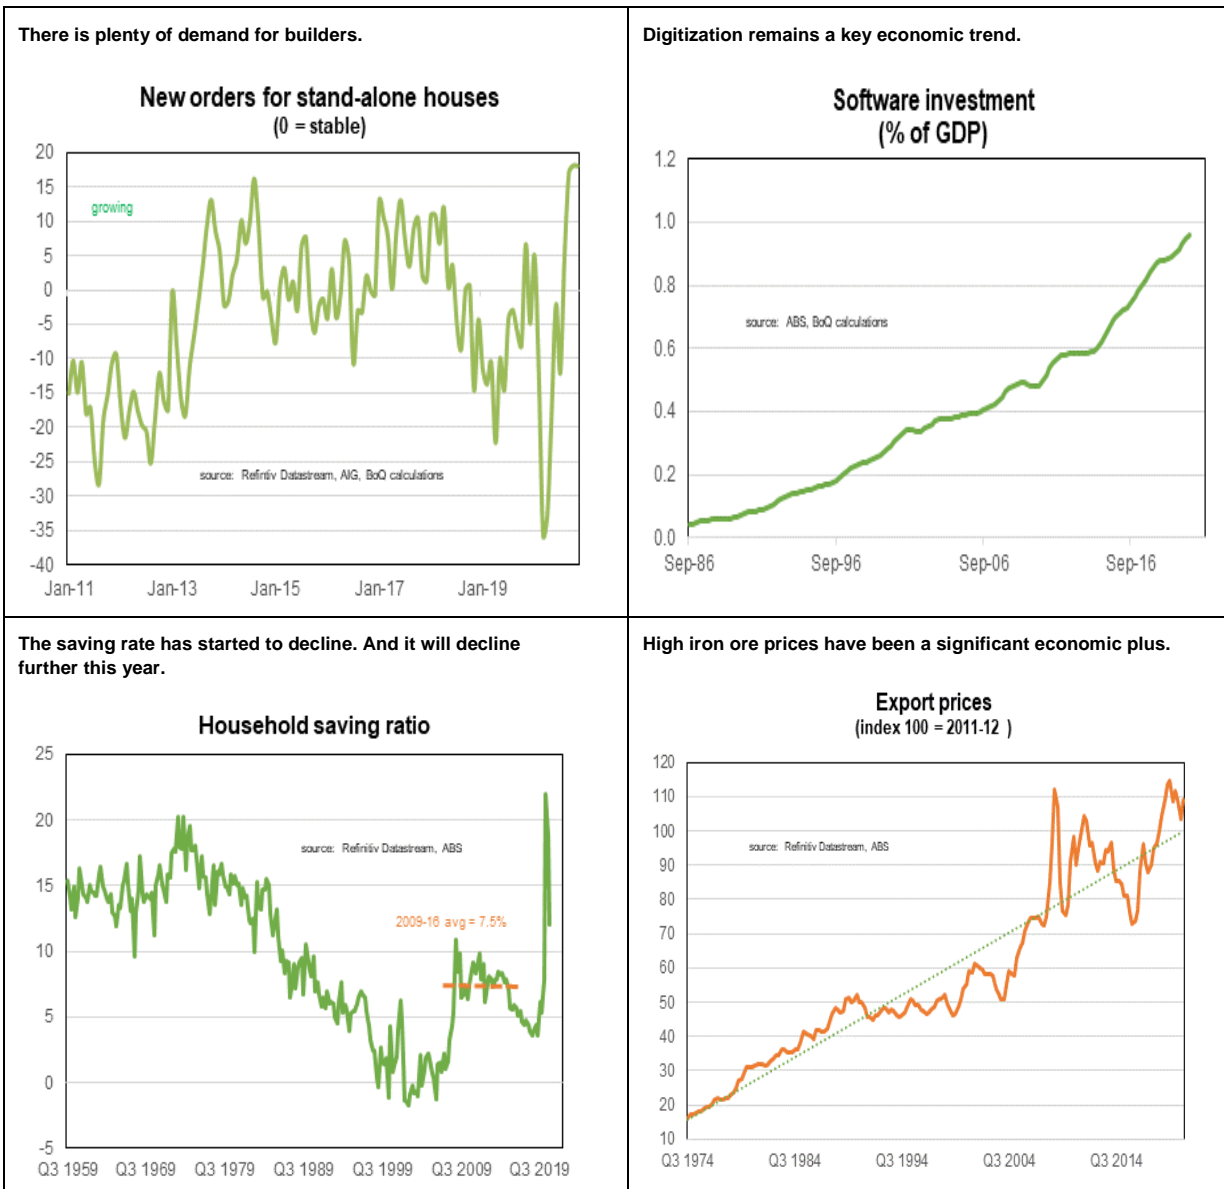 There is plenty of demand for builders.
New orders for stand-alone houses
(0 = stable)
20
15
10
5
0
-5
-10
-15
-20
-25
-30
-35
-40
growing
source: Refintiv Datastream, AIG, BoQ calculations
Jan-11 Jan-13 Jan-15 Jan-17 Jan-19
Digitization remains a key economic trend.
Software investment
(% of GDP)
1.2
1.0
0.8
0.6
0.4
0.2
0.0
source: ABS, BoQ calculations
Sep-86 Sep-96 Sep-06 Sep-16
The saving rate has started to decline. And it will decline
further this year.
Household saving ratio
25
20
15
10
5
0
-5
source: Refinitiv Datastream, ABS
2009-16 avg = 7.5%
Q3 1959 Q3 1969 Q3 1979 Q3 1989 Q3 1999 Q3 2009 Q3 2019
High iron ore prices have been a significant economic plus.
Export prices
(index 100 = 2011-12 )
120
110
100
90
80
70
60
50
40
30
20
10
source: Refinitiv Datastream, ABS
Q3 1974 Q3 1984 Q3 1994 Q3 2004 Q3 2014